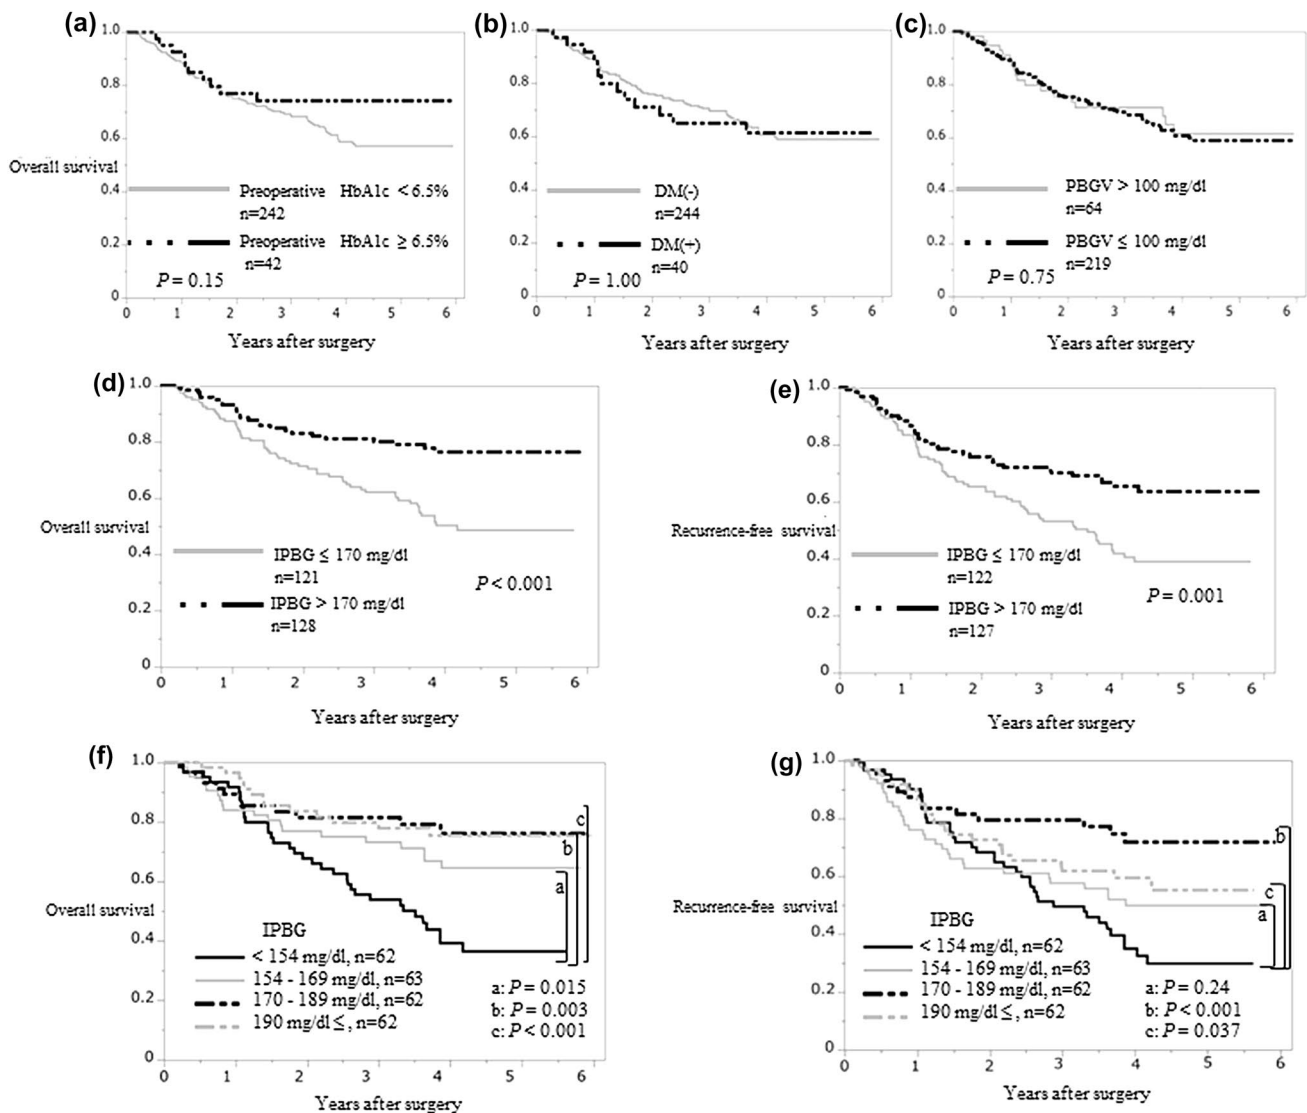 (a)
1.0
0.8
0.6
Overall survival
0.4
0.2
0
Preoperative HbA1c < 6.5%
n=242
Preoperative HbA1c ≥ 6.5%
n=42
P = 0.15
0 1 2 3 4 5 6
Years after surgery
(b)
1.0
0.8
0.6
0.4
0.2
0
DM(-)
n=244
DM(+)
n=40
P = 1.00
0 1 2 3 4 5 6
Years after surgery
(c)
1.0
0.8
0.6
0.4
0.2
0
PBGV > 100 mg/dl
n=64
PBGV ≤ 100 mg/dl
n=219
P = 0.75
0 1 2 3 4 5 6
Years after surgery
(d)
1.0
0.8
0.6
Overall survival
0.4
0.2
0
IPBG ≤ 170 mg/dl
n=121
P < 0.001
IPBG > 170 mg/dl
n=128
0 1 2 3 4 5 6
Years after surgery
(e)
1.0
0.8
0.6
Recurrence-free survival
0.4
0.2
0
IPBG ≤ 170 mg/dl
n=122
P = 0.001
IPBG > 170 mg/dl
n=127
0 1 2 3 4 5 6
Years after surgery
(f)
1.0
0.8
0.6
Overall survival
0.4
0.2
0
c
b
a
IPBG
< 154 mg/dl, n=62
154 - 169 mg/dl, n=63
170 - 189 mg/dl, n=62
190 mg/dl ≤ , n=62
a: P = 0.015
b: P = 0.003
c: P < 0.001
0 1 2 3 4 5 6
Years after surgery
(g)
1.0
0.8
0.6
Recurrence-free survival
0.4
0.2
0
b
c
a
IPBG
< 154 mg/dl, n=62
154 - 169 mg/dl, n=63
170 - 189 mg/dl, n=62
190 mg/dl ≤ , n=62
a: P = 0.24
b: P < 0.001
c: P = 0.037
0 1 2 3 4 5 6
Years after surgery